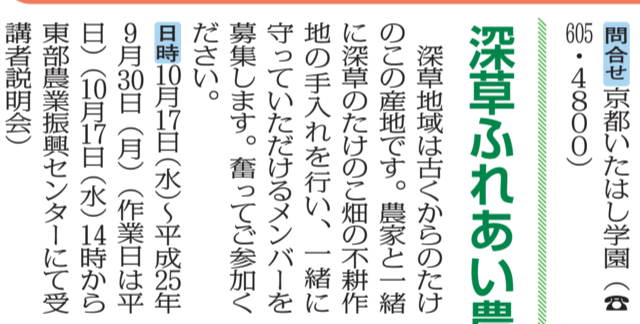 問合せ京都いたはし学園（☎
605・4800）
深草ふれあい農
深草地域は古くからのたけ
のこの産地です。農家と一緒
に深草のたけのこ畑の不耕作
地の手入れを行い、一緒に
守っていただけるメンバーを
募集します。奮ってご参加く
ださい。
日時10月17日（水）〜平成25年
9月30日（月）（作業日は平
日）（10月17日（水）14時から
東部農業振興センターにて受
講者説明会）